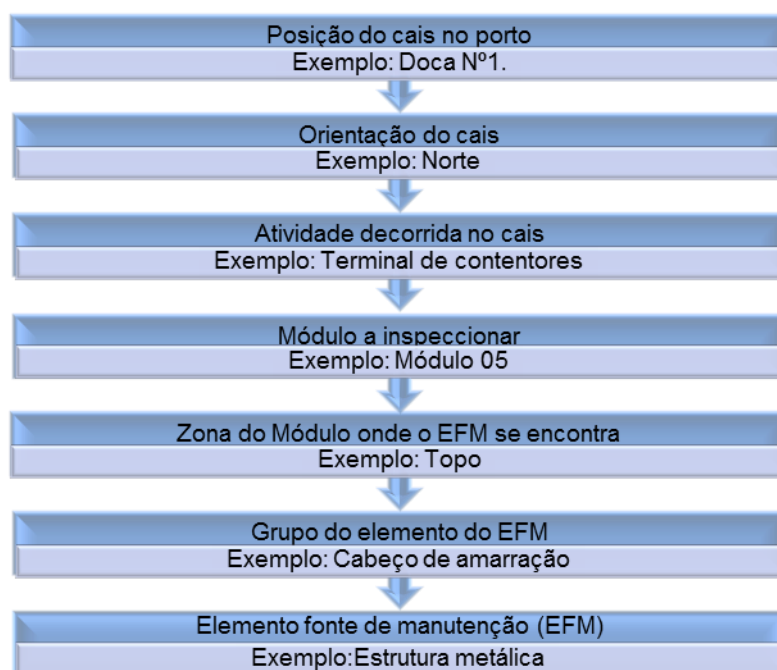 Posição do cais no porto
Exemplo: Doca Nº1.
Orientação do cais
Exemplo: Norte
Atividade decorrida no cais
Exemplo: Terminal de contentores
Módulo a inspeccionar
Exemplo: Módulo 05
Zona do Módulo onde o EFM se encontra
Exemplo: Topo
Grupo do elemento do EFM
Exemplo: Cabeço de amarração
Elemento fonte de manutenção (EFM)
Exemplo:Estrutura metálica